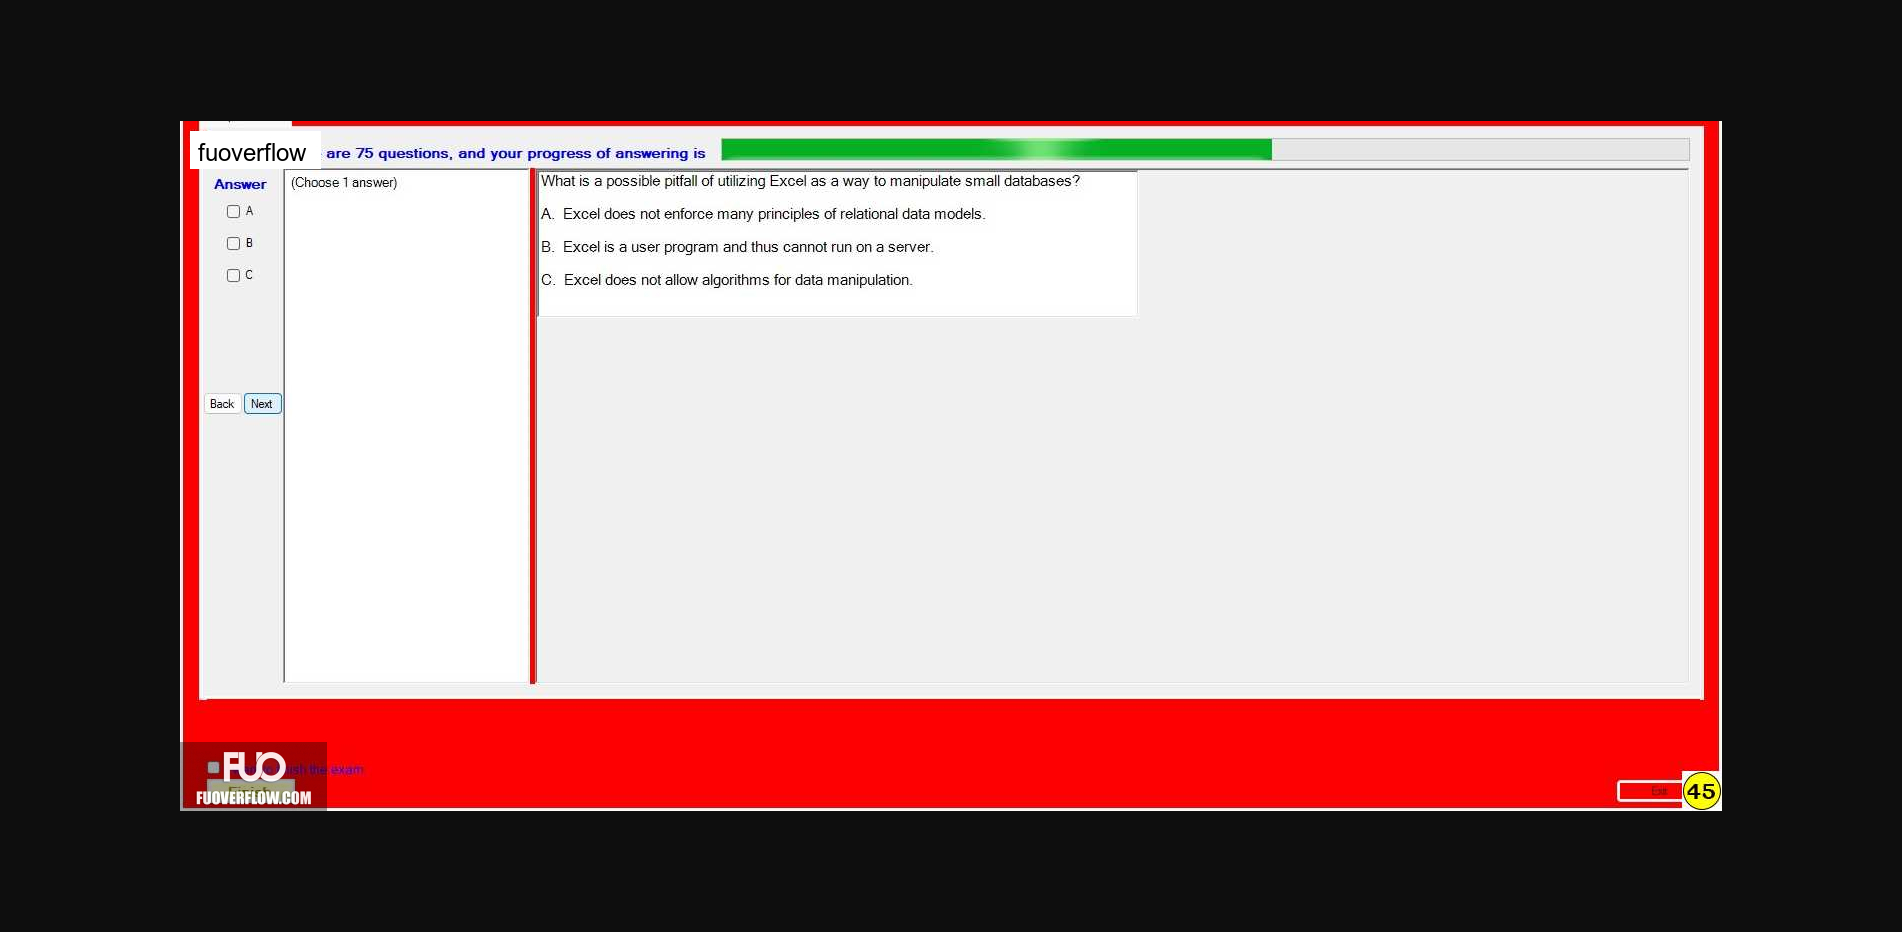 fuoverflow are 75 questions, and your progress of answering is
Answer
(Choose 1 answer)
A
B
C
Back Next
What is a possible pitfall of utilizing Excel as a way to manipulate small databases?
A. Excel does not enforce many principles of relational data models.
B. Excel is a user program and thus cannot run on a server.
C. Excel does not allow algorithms for data manipulation.
the exam
FUO
Finish
FUOVERFLOW.COM
Exit
45